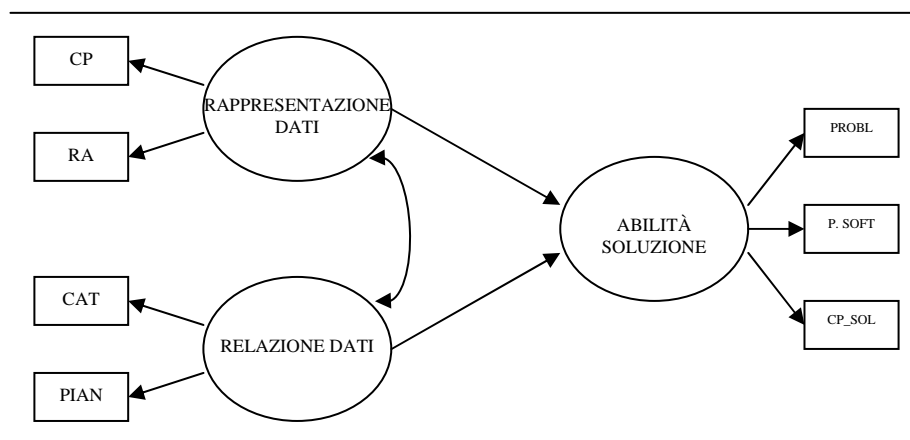 CP
RAPPRESENTAZIONE
DATI
RA
PROBL
ABILITÀ
SOLUZIONE
P. SOFT
CAT
RELAZIONE DATI
CP_SOL
PIAN